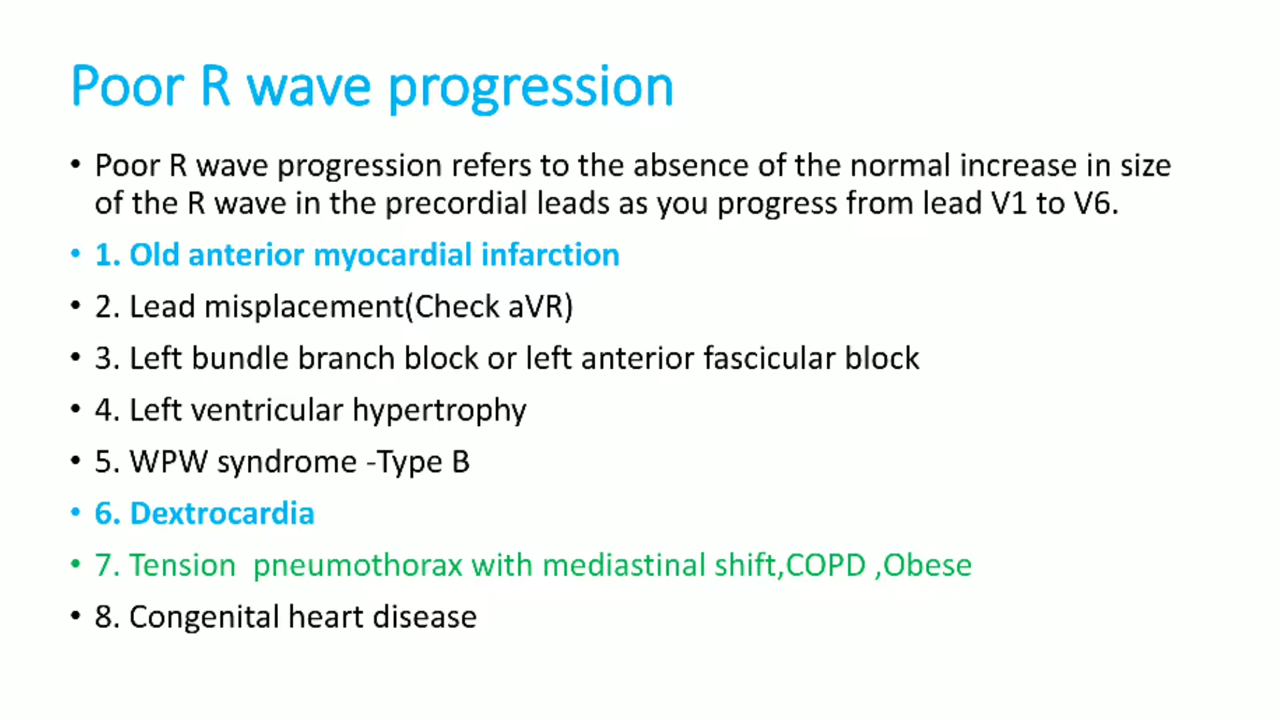 Poor R wave progression
• Poor R wave progression refers to the absence of the normal increase in size
of the R wave in the precordial leads as you progress from lead V1 to V6.
• 1. Old anterior myocardial infarction
• 2. Lead misplacement(Check aVR)
• 3. Left bundle branch block or left anterior fascicular block
• 4. Left ventricular hypertrophy
• 5. WPW syndrome -Type B
• 6. Dextrocardia
• 7. Tension  pneumothorax with mediastinal shift,COPD ,Obese
• 8. Congenital heart disease